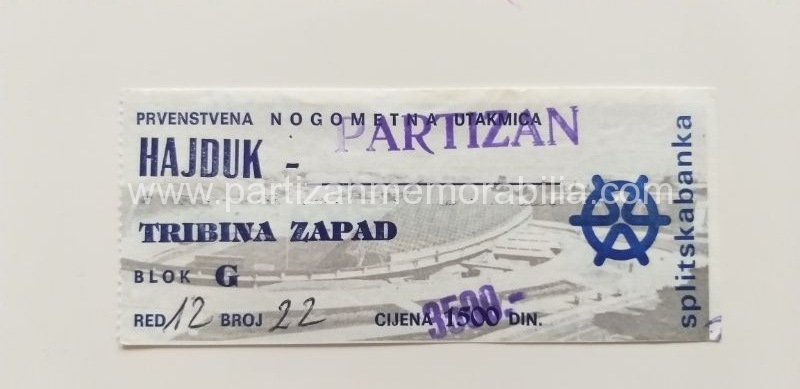 PRVENSTVENA NOGOMETNA UTAKMICA
HAJDUK - PARTIZAN
www.partizanmemorabilia.com
TRIBINA ZAPAD
BLOK G
RED 12 BROJ 22
CIJENA 1500 DIN.
splitskabanka